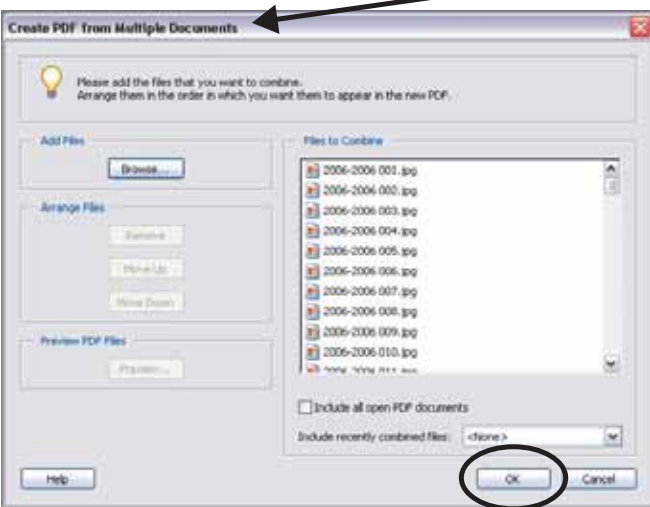 Create PDF from Multiple Documents
Please add the files that you want to combine.
Arrange them in the order in which you want them to appear in the new PDF.
Add Files
Browse...
Arrange Files
Remove
Move Up
Move Down
Preview PDF Files
Preview...
Files to Combine
2006-2006 001.jpg
2006-2006 002.jpg
2006-2006 003.jpg
2006-2006 004.jpg
2006-2006 005.jpg
2006-2006 006.jpg
2006-2006 007.jpg
2006-2006 008.jpg
2006-2006 009.jpg
2006-2006 010.jpg
2006-2006 011.jpg
Include all open PDF documents
Include recently combined files: <None>
Help
OK
Cancel